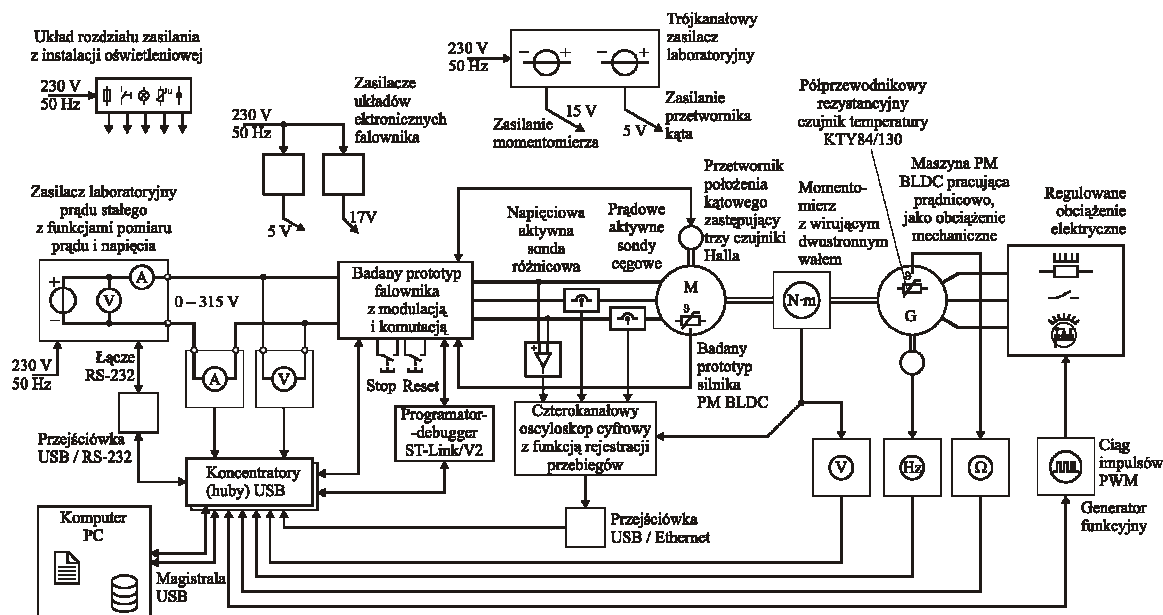 Układ rozdziału zasilania
z instalacji oświetleniowej
230 V
50 Hz
230 V
50 Hz
Trójkanałowy
zasilacz
laboratoryjny
15 V
Zasilanie
momentomierza
5 V
Zasilanie
przetwornika
kąta
Zasilacze
układów
ektronicznych
falownika
230 V
50 Hz
5 V
17V
Półprzewodnikowy
rezystancyjny
czujnik temperatury
KTY84/130
Zasilacz laboratoryjny
prądu stałego
z funkcjami pomiaru
prądu i napięcia
Napięciowa
aktywna
sonda
różnicowa
Prądowe
aktywne
sondy
cęgowe
Przetwornik
położenia
kątowego
zastępujący
trzy czujniki
Halla
Momento-
mierz
z wirującym
dwustronnym
wałem
Maszyna PM
BLDC pracująca
prądnicowo,
jako obciążenie
mechaniczne
Regulowane
obciążenie
elektryczne
+
A
V
−
0 – 315 V
230 V
50 Hz
Łącze
RS-232
A
V
Badany prototyp
falownika
z modulacją
i komutacją
Stop
Reset
M
ϑ
N·m
ϑ
G
Badany
prototyp
silnika
PM BLDC
Przejściówka
USB / RS-232
Programator-
-debugger
ST-Link/V2
Czterokanałowy
oscyloskop cyfrowy
z funkcją rejestracji
przebiegów
Koncentratory
(huby) USB
V
Hz
Ω
Ciąg
impulsów
PWM
Generator
funkcyjny
Przejściówka
USB / Ethernet
Komputer
PC
Magistrala
USB